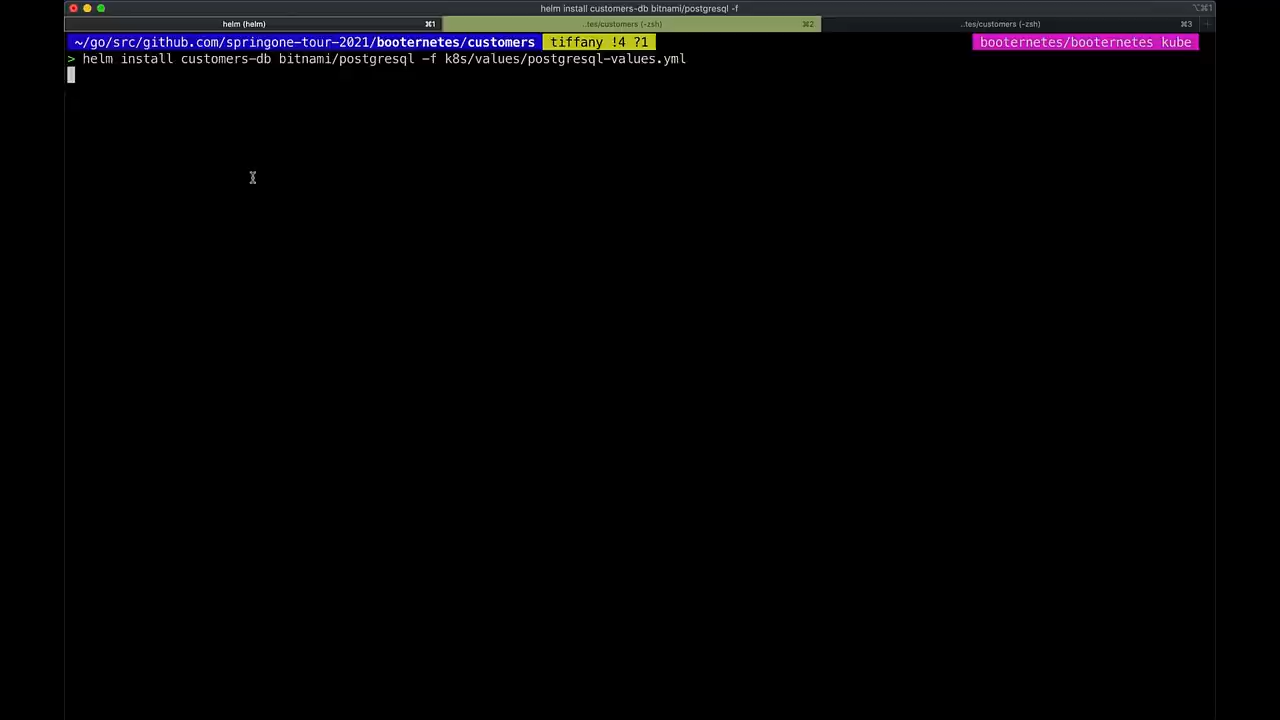 helm install customers-db bitnami/postgresql -f
⌥⌘1
helm (helm) ⌘1 ..tes/customers (-zsh) ⌘2 ..tes/customers (-zsh) ⌘3 +
~/go/src/github.com/springone-tour-2021/booternetes/customers tiffany !4 ?1 booternetes/booternetes kube
> helm install customers-db bitnami/postgresql -f k8s/values/postgresql-values.yml